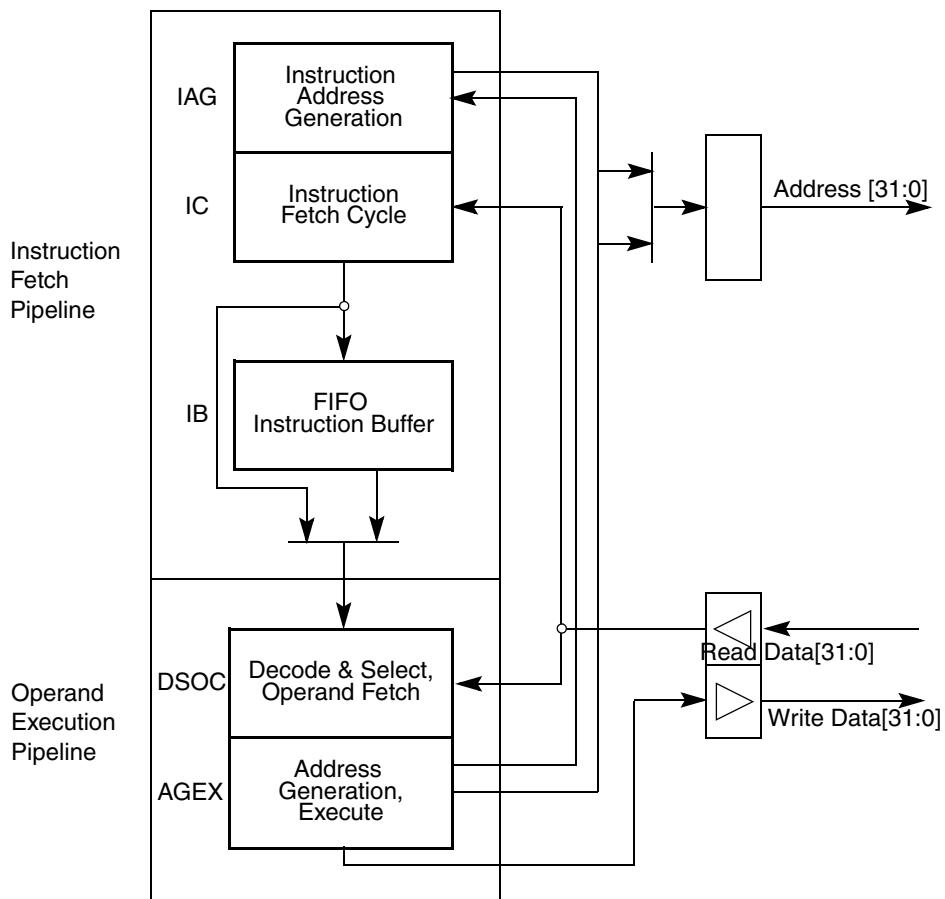 IAG
Instruction
Address
Generation
IC
Instruction
Fetch Cycle
Address [31:0]
Instruction
Fetch
Pipeline
IB
FIFO
Instruction Buffer
DSOC
Decode & Select,
Operand Fetch
Read Data[31:0]
Write Data[31:0]
Operand
Execution
Pipeline
AGEX
Address
Generation,
Execute